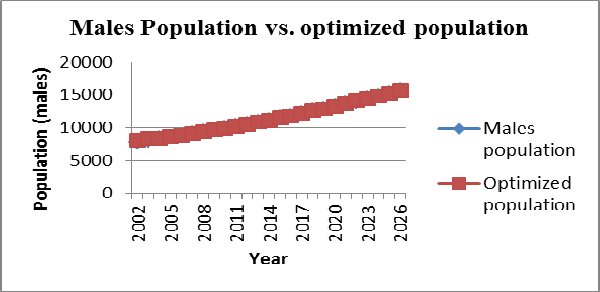 Males Population vs. optimized population
Population (males)
20000
15000
10000
5000
0
2002
2005
2008
2011
2014
2017
2020
2023
2026
Year
Males
population
Optimized
population